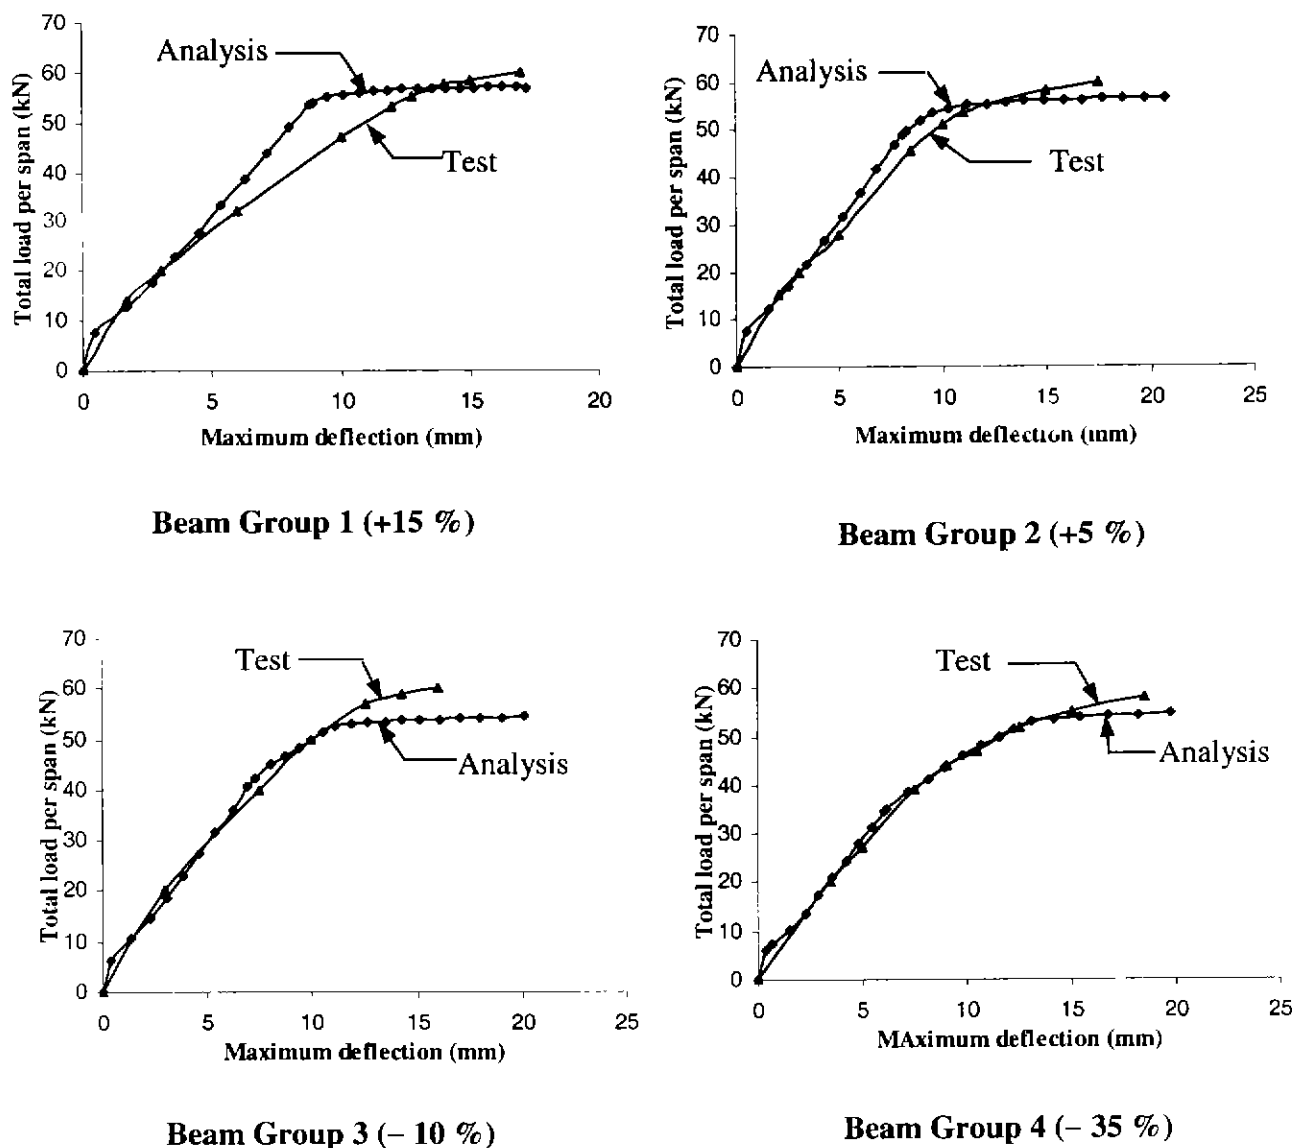 70
60
50
40
30
20
10
0
Total load per span (kN)
Analysis
Test
0 5 10 15 20
Maximum deflection (mm)
Beam Group 1 (+15 %)
70
60
50
40
30
20
10
0
Total load per span (kN)
Analysis
Test
0 5 10 15 20 25
Maximum deflection (mm)
Beam Group 2 (+5 %)
70
60
50
40
30
20
10
0
Total load per span (kN)
Test
Analysis
0 5 10 15 20 25
Maximum deflection (mm)
Beam Group 3 (– 10 %)
70
60
50
40
30
20
10
0
Total load per span (kN)
Test
Analysis
0 5 10 15 20 25
MAximum deflection (mm)
Beam Group 4 (– 35 %)